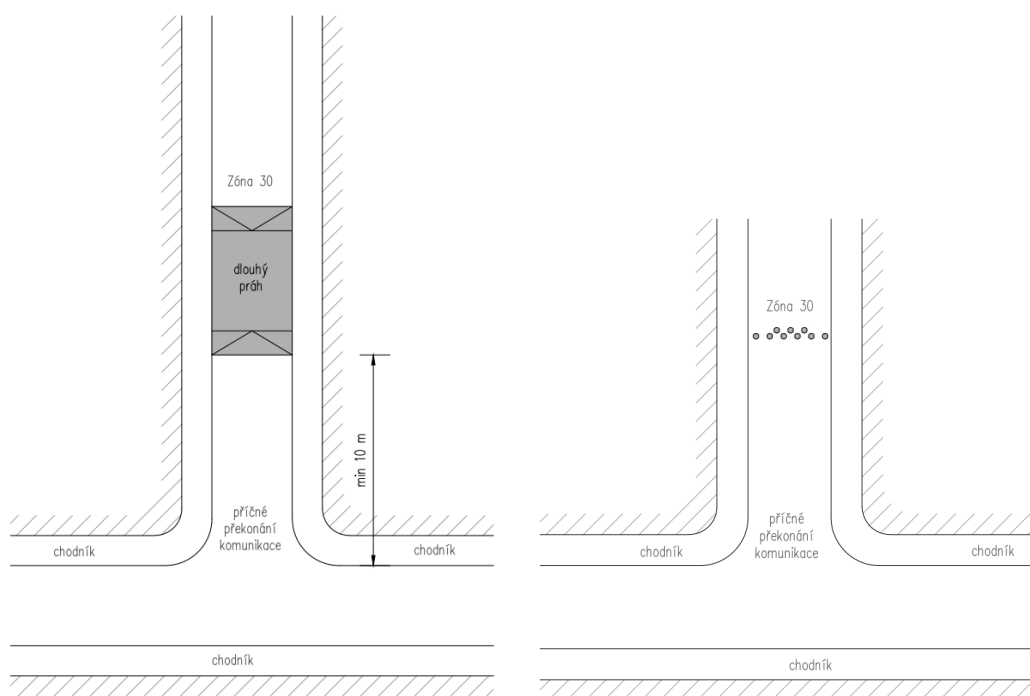 Zóna 30
dlouhý
práh
min 10 m
příčné
překonání
komunikace
chodník
chodník
chodník
Zóna 30
příčné
překonání
komunikace
chodník
chodník
chodník